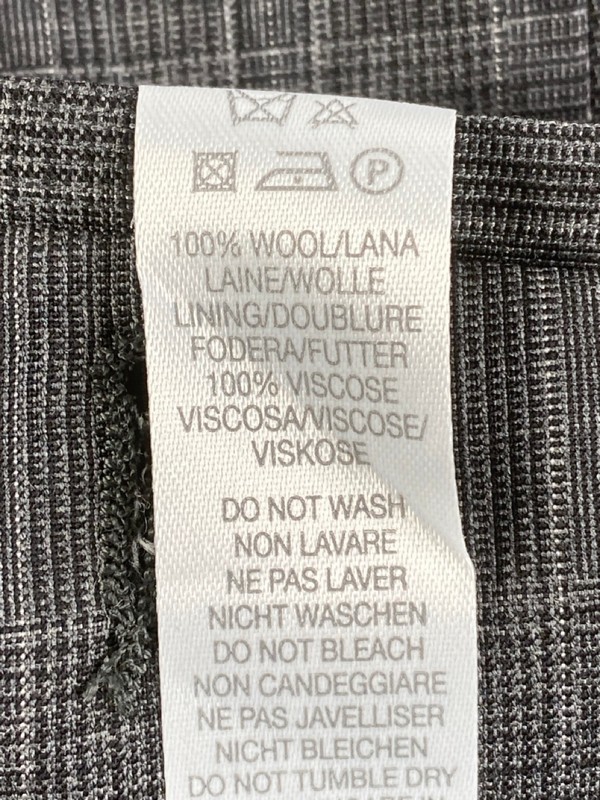 P
100% WOOL/LANA
LAINE/WOLLE
LINING/DOUBLURE
FODERA/FUTTER
100% VISCOSE
VISCOSA/VISCOSE/
VISKOSE
DO NOT WASH
NON LAVARE
NE PAS LAVER
NICHT WASCHEN
DO NOT BLEACH
NON CANDEGGIARE
NE PAS JAVELLISER
NICHT BLEICHEN
DO NOT TUMBLE DRY